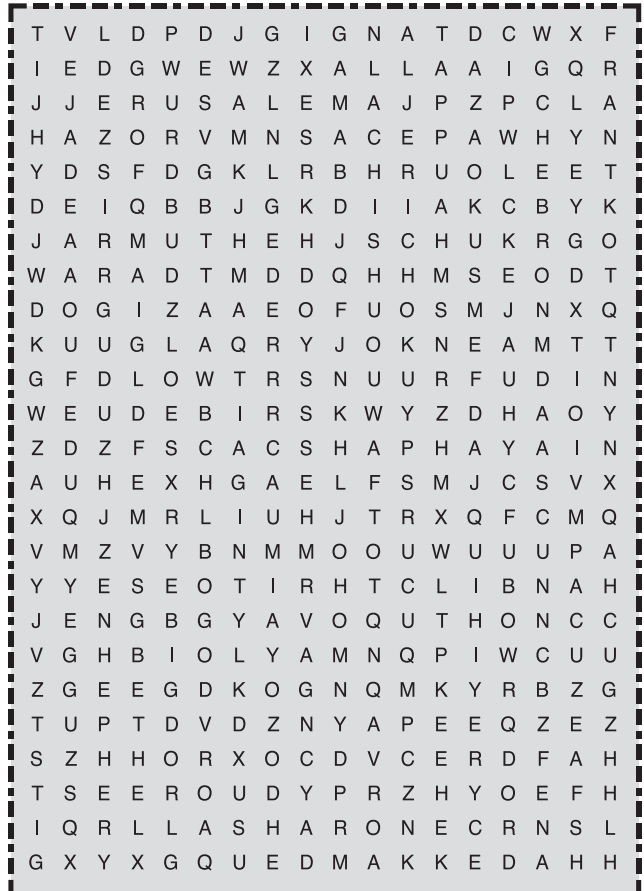 T V L D P D J G I G N A T D C W X F
I E D G W E W Z X A L L A A I G Q R
J J E R U S A L E M A J P Z P C L A
H A Z O R V M N S A C E P A W H Y N
Y D S F D G K L R B H R U O L E E T
D E I Q B B J G K D I I A K C B Y K
J A R M U T H E H J S C H U K R G O
W A R A D T M D D Q H H M S E O D T
D O G I Z A A E O F U O S M J N X Q
K U U G L A Q R Y J O K N E A M T T
G F D L O W T R S N U U R F U D I N
W E U D E B I R S K W Y Z D H A O Y
Z D Z F S C A C S H A P H A Y A I N
A U H E X H G A E L F S M J C S V X
X Q J M R L I U H J T R X Q F C M Q
V M Z V Y B N M M O O U W U U U P A
Y Y E S E O T I R H T C L I B N A H
J E N G B G Y A V O Q U T H O N C C
V G H B I O L Y A M N Q P I W C U U
Z G E E G D K O G N Q M K Y R B Z G
T U P T D V D Z N Y A P E E Q Z E Z
S Z H H O R X O C D V C E R D F A H
T S E E R O U D Y P R Z H Y O E F H
I Q R L L A S H A R O N E C R N S L
G X Y X G Q U E D M A K K E D A H H